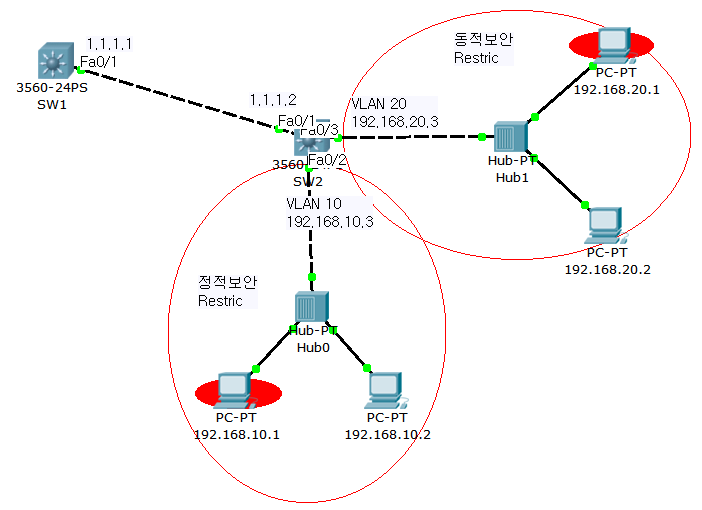 1.1.1.1
Fa0/1
3560-24PS
SW1
동적보안
Restric
PC-PT
192.168.20.1
1.1.1.2
Fa0/1
Fa0/3
VLAN 20
192.168.20.3
3560
Fa0/2
SW2
Hub-PT
Hub1
VLAN 10
192.168.10.3
PC-PT
192.168.20.2
정적보안
Restric
Hub-PT
Hub0
PC-PT
192.168.10.1
PC-PT
192.168.10.2